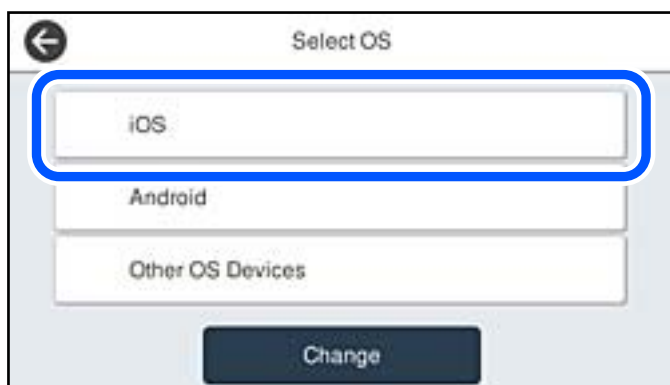 Select OS
iOS
Android
Other OS Devices
Change